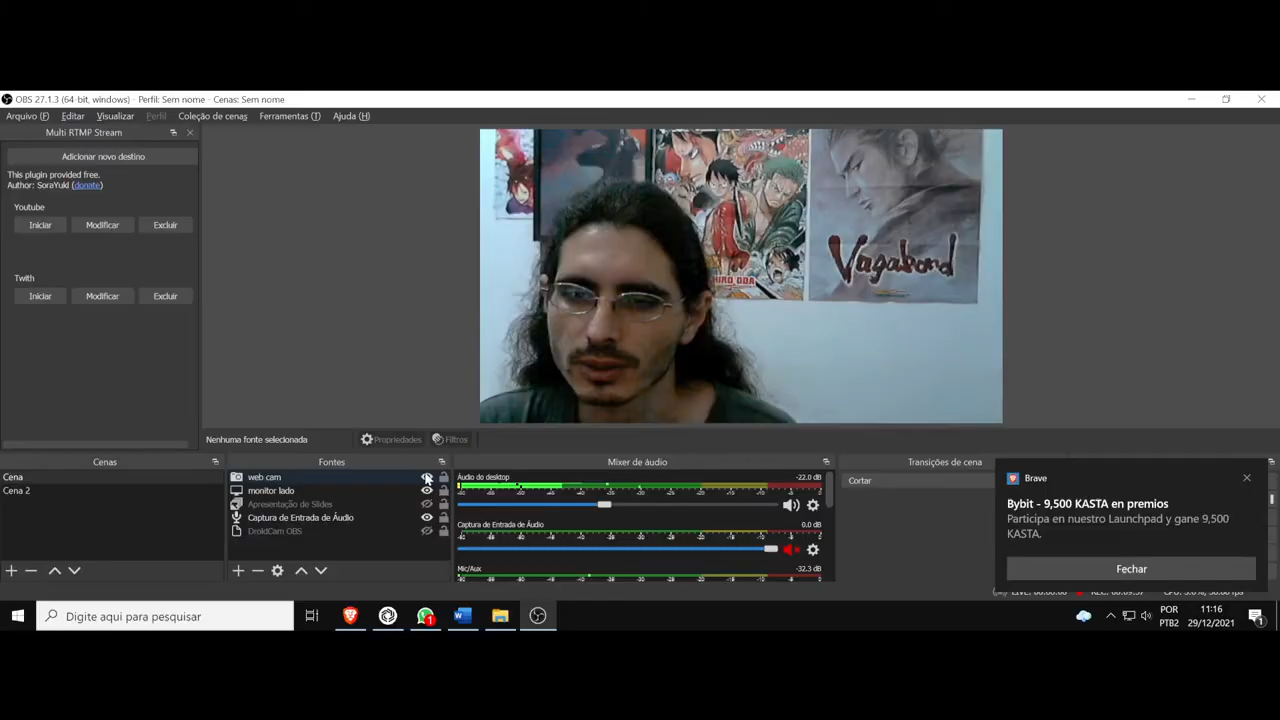 OBS 27.1.3 (64-bit, windows) - Perfil: Sem nome - Cenas: Sem nome
Arquivo (F) Editar Visualizar Perfil Coleção de cenas Ferramentas (T) Ajuda (H)
Multi RTMP Stream
Adicionar novo destino
This plugin provided free.
Author: SoraYuki (donate)
Youtube
Iniciar Modificar Excluir
Twith
Iniciar Modificar Excluir
Vagabond
Nenhuma fonte selecionada Propriedades Filtros
Cenas
Cena
Cena 2
Fontes
web cam
monitor lado
Apresentação de Slides
Captura de Entrada de Áudio
DroidCam OBS
Mixer de áudio
Áudio do desktop -22.0 dB
Captura de Entrada de Áudio 0.0 dB
Mic/Aux -32.3 dB
Transições de cena
Cortar
Brave
Bybit - 9,500 KASTA en premios
Participa en nuestro Launchpad y gane 9,500
KASTA.
Fechar
Digite aqui para pesquisar
1
POR
PTB2
11:16
29/12/2021
1